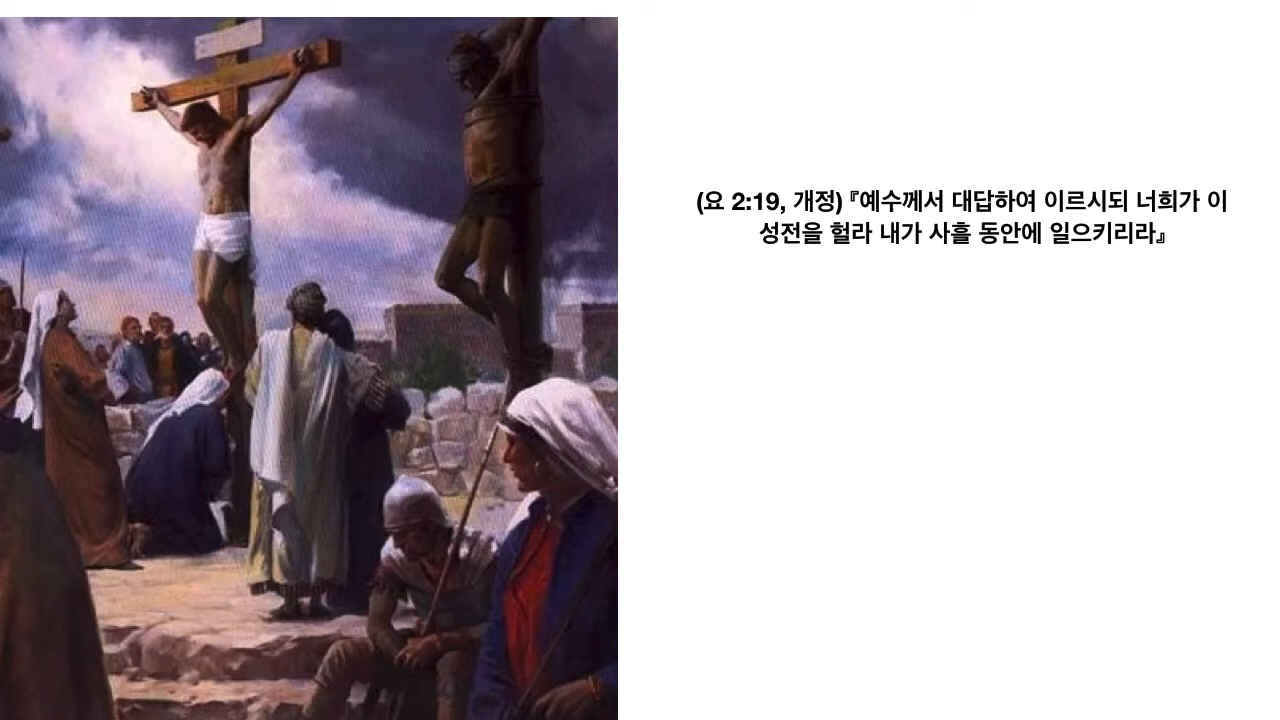 (요 2:19, 개정)『예수께서 대답하여 이르시되 너희가 이
성전을 헐라 내가 사흘 동안에 일으키리라』